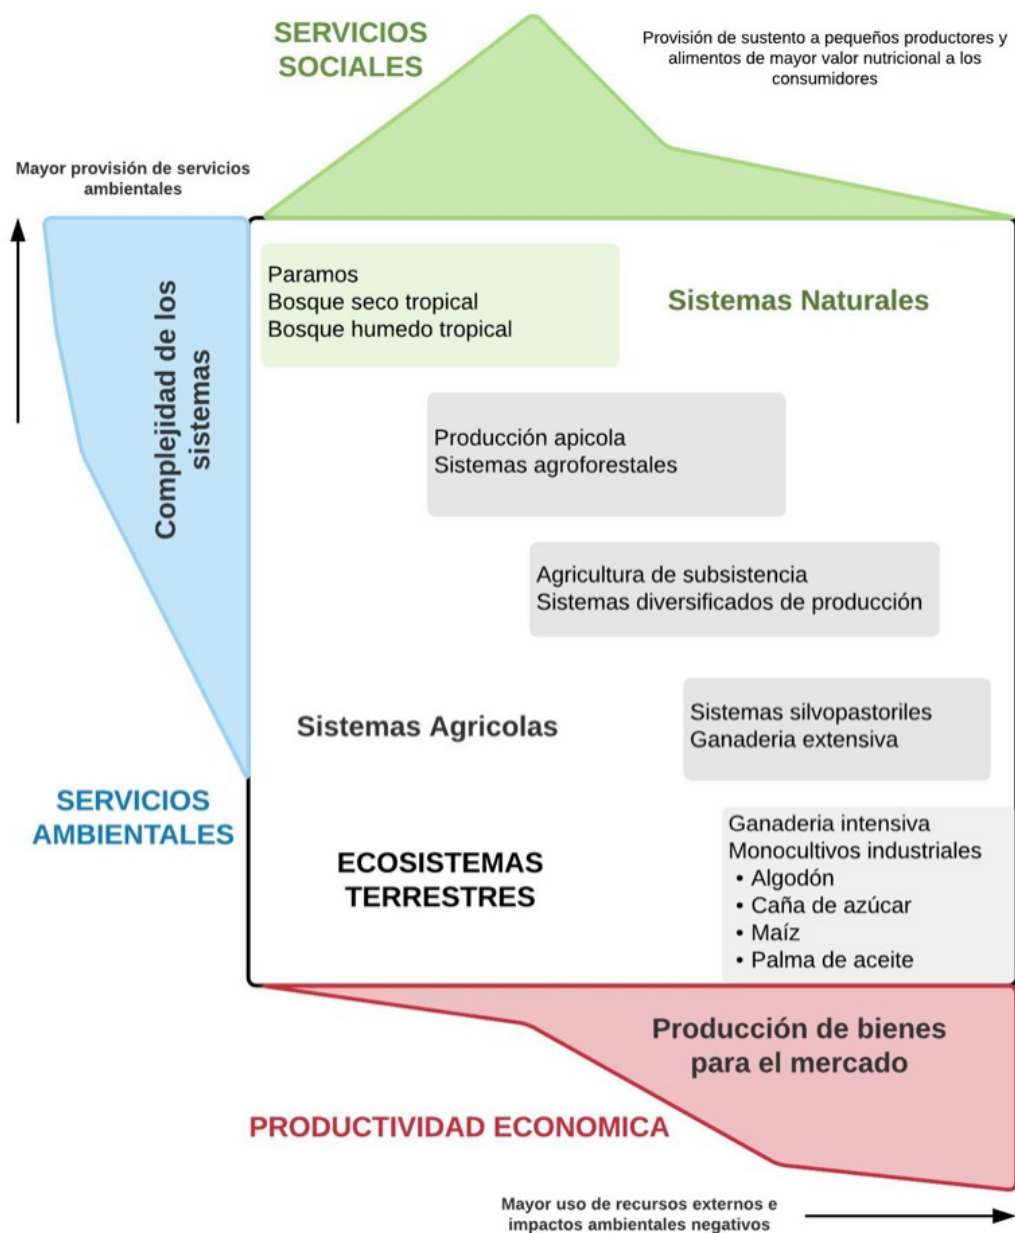 SERVICIOS
SOCIALES
Provisión de sustento a pequeños productores y
alimentos de mayor valor nutricional a los
consumidores
Mayor provisión de servicios
ambientales
Complejidad de los
sistemas
Paramos
Bosque seco tropical
Bosque humedo tropical
Sistemas Naturales
Producción apicola
Sistemas agroforestales
Agricultura de subsistencia
Sistemas diversificados de producción
Sistemas Agricolas
Sistemas silvopastoriles
Ganaderia extensiva
SERVICIOS
AMBIENTALES
ECOSISTEMAS
TERRESTRES
Ganaderia intensiva
Monocultivos industriales
• Algodón
• Caña de azúcar
• Maíz
• Palma de aceite
Producción de bienes
para el mercado
PRODUCTIVIDAD ECONOMICA
Mayor uso de recursos externos e
impactos ambientales negativos